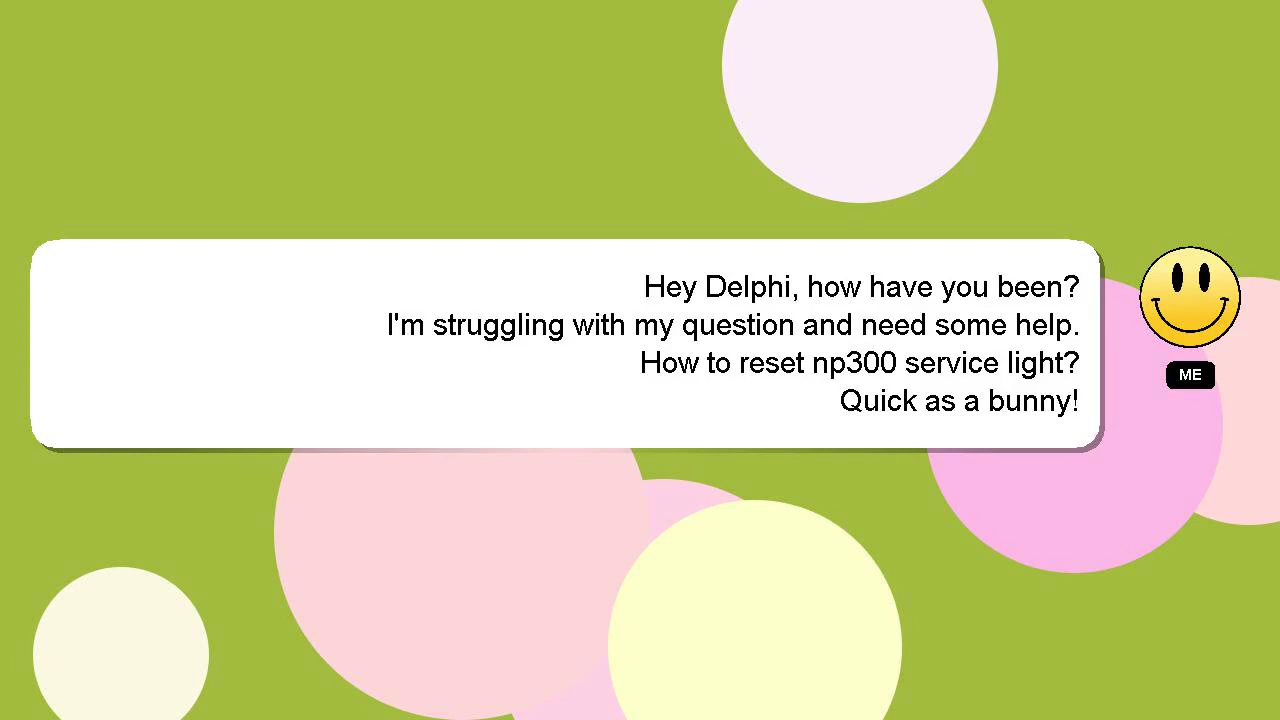 Hey Delphi, how have you been?
I'm struggling with my question and need some help.
How to reset np300 service light?
Quick as a bunny!
ME